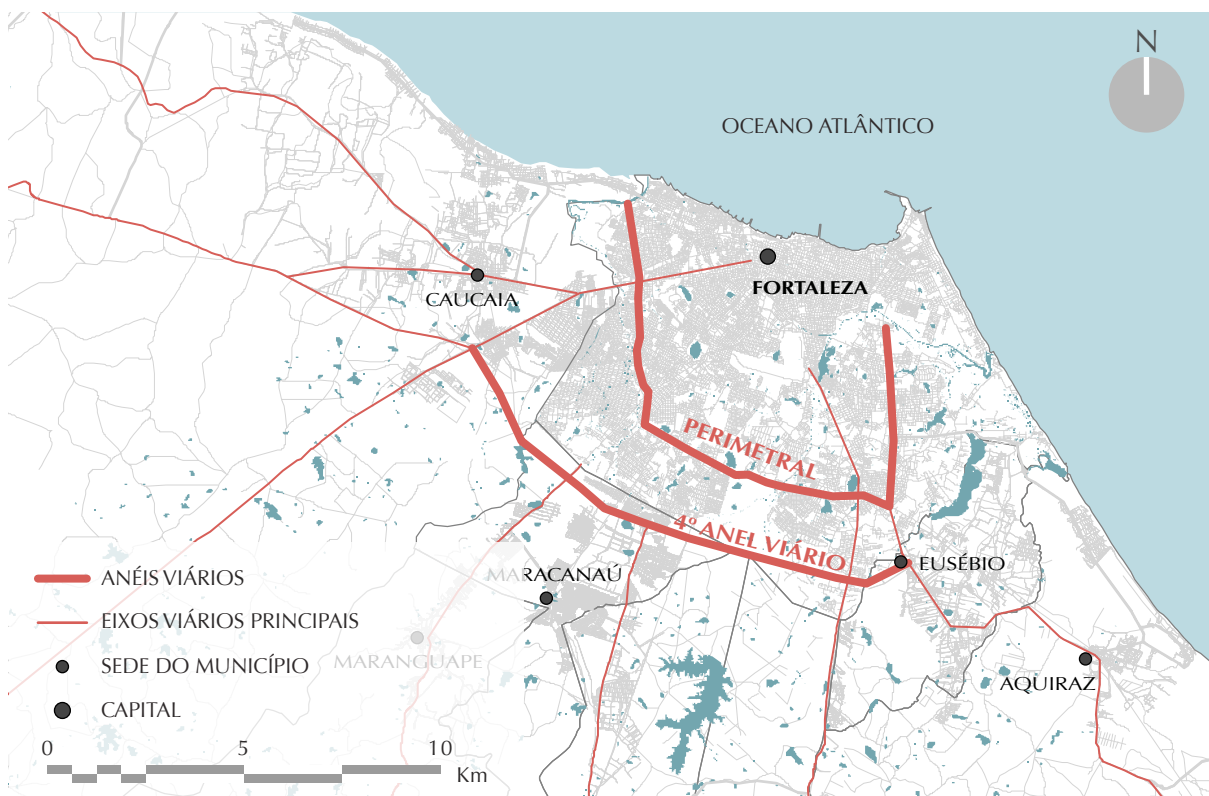 N
OCEANO ATLÂNTICO
FORTALEZA
CAUCAIA
PERIMETRAL
4º ANEL VIÁRIO
EUSÉBIO
MARACANAÚ
MARANGUAPE
AQUIRAZ
ANÉIS VIÁRIOS
EIXOS VIÁRIOS PRINCIPAIS
SEDE DO MUNICÍPIO
CAPITAL
0 5 10
Km